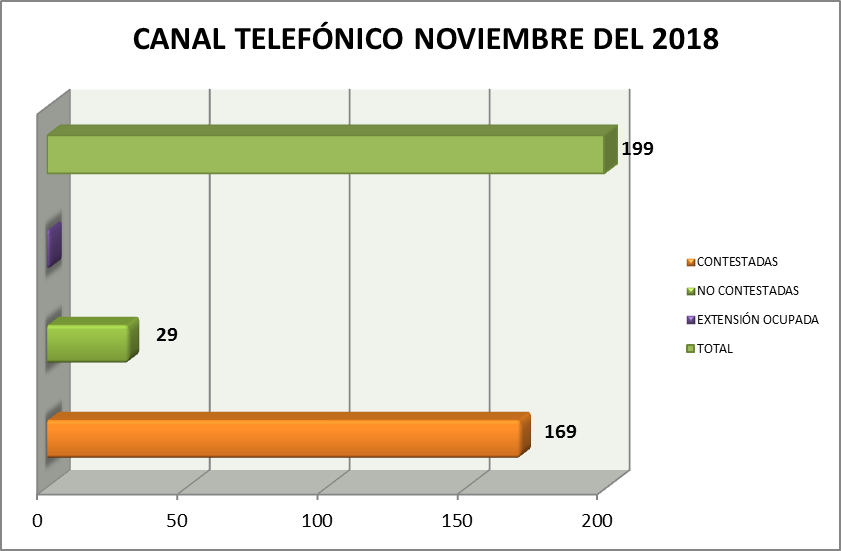 CANAL TELEFÓNICO NOVIEMBRE DEL 2018
199
29
169
CONTESTADAS
NO CONTESTADAS
EXTENSIÓN OCUPADA
TOTAL
0 50 100 150 200